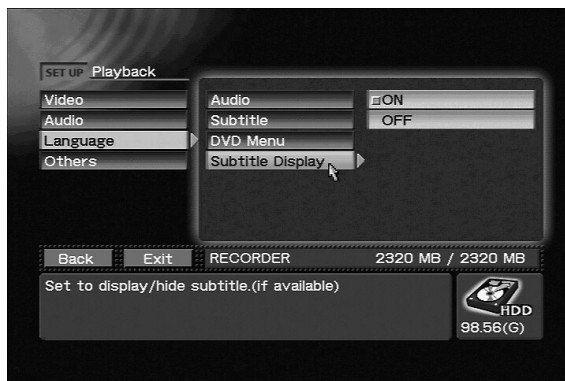 SET UP Playback
Video
Audio
Language
Others
Audio
Subtitle
DVD Menu
Subtitle Display
ON
OFF
Back Exit RECORDER 2320 MB / 2320 MB
Set to display/hide subtitle.(if available)
HDD
98.56(G)